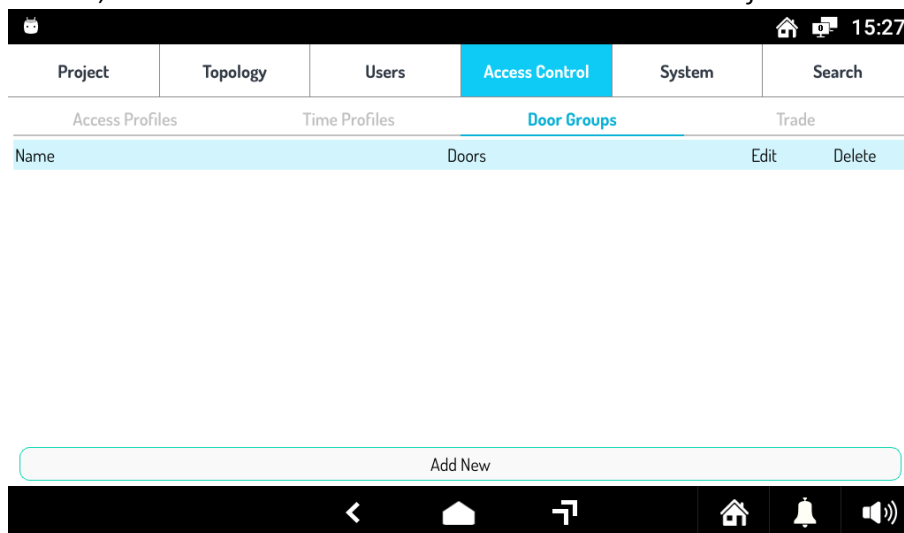 15:27
Project Topology Users Access Control System Search
Access Profiles Time Profiles Door Groups Trade
Name Doors Edit Delete
Add New